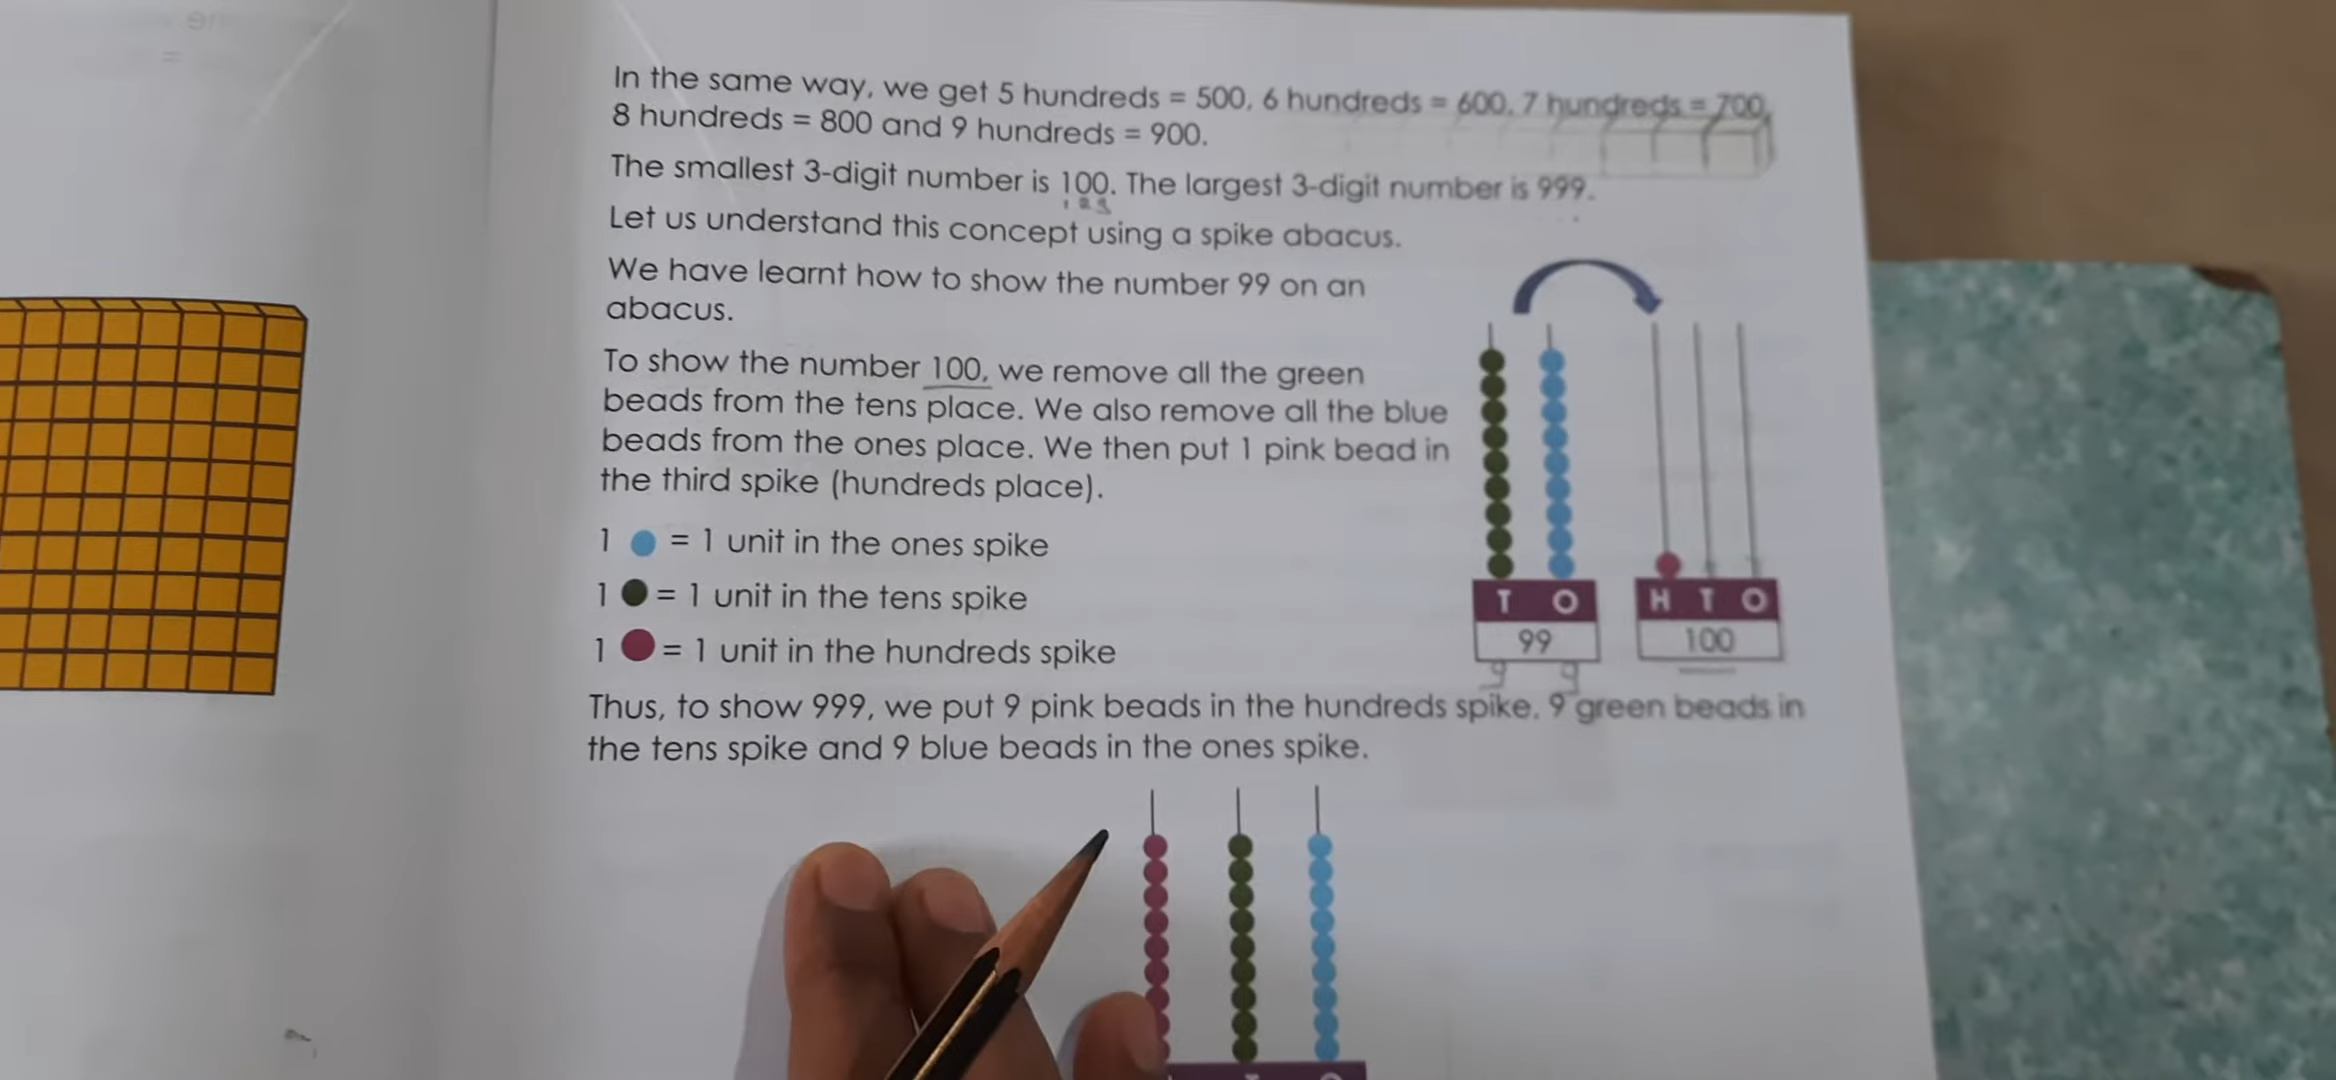 In the same way, we get 5 hundreds = 500, 6 hundreds = 600, 7 hundreds = 700,
8 hundreds = 800 and 9 hundreds = 900.
The smallest 3-digit number is 100. The largest 3-digit number is 999.
1 2 3
Let us understand this concept using a spike abacus.
We have learnt how to show the number 99 on an
abacus.
To show the number 100, we remove all the green
beads from the tens place. We also remove all the blue
beads from the ones place. We then put 1 pink bead in
the third spike (hundreds place).
1 = 1 unit in the ones spike
1 = 1 unit in the tens spike
1 = 1 unit in the hundreds spike
T O
99
9 9
H T O
100
Thus, to show 999, we put 9 pink beads in the hundreds spike, 9 green beads in
the tens spike and 9 blue beads in the ones spike.